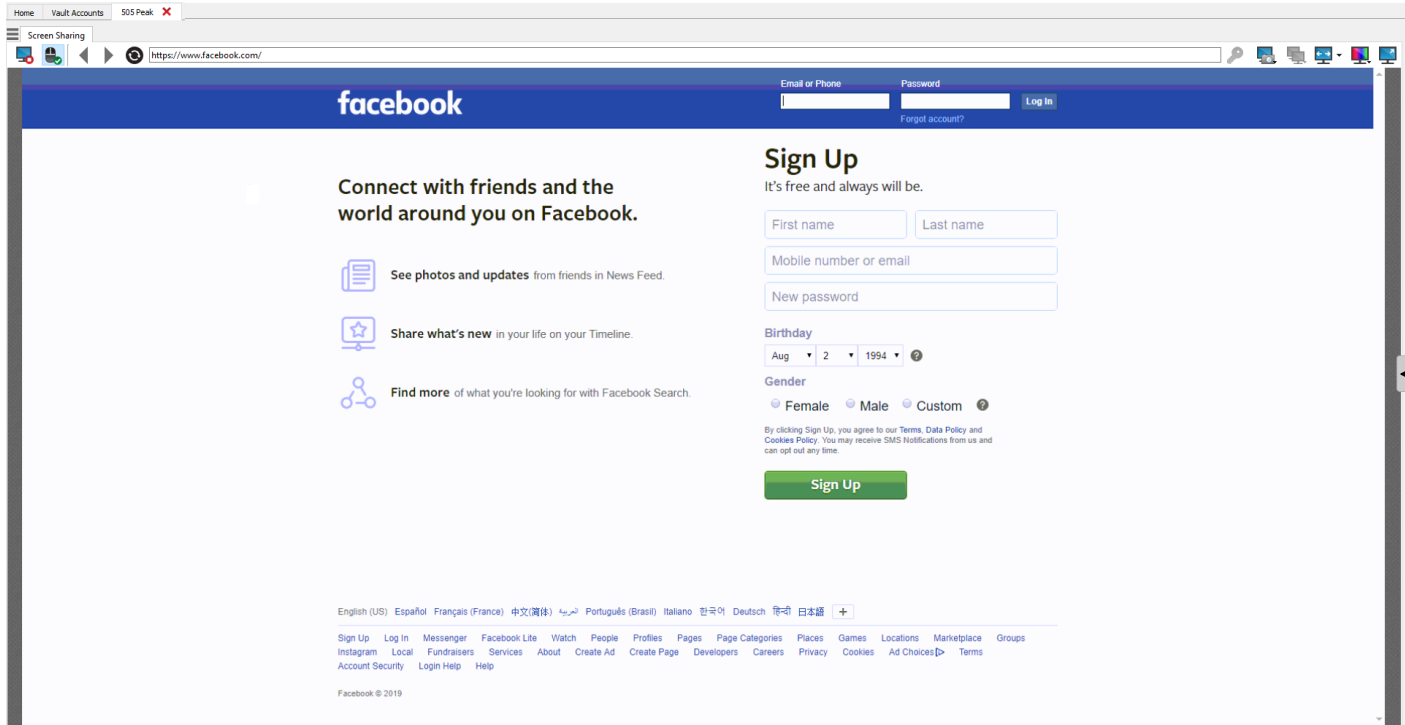 Home Vault Accounts 505 Peak
Screen Sharing
https://www.facebook.com/
facebook
Email or Phone Password
Log In
Forgot account?
Connect with friends and the
world around you on Facebook.
See photos and updates from friends in News Feed.
Share what's new in your life on your Timeline.
Find more of what you're looking for with Facebook Search.
Sign Up
It's free and always will be.
First name Last name
Mobile number or email
New password
Birthday
Aug 2 1994 ?
Gender
Female Male Custom ?
By clicking Sign Up, you agree to our Terms, Data Policy and
Cookies Policy. You may receive SMS Notifications from us and
can opt out any time.
Sign Up
English (US) Español Français (France) 中文(简体) العربية Português (Brasil) Italiano 한국어 Deutsch हिन्दी 日本語 +
Sign Up Log In Messenger Facebook Lite Watch People Profiles Pages Page Categories Places Games Locations Marketplace Groups
Instagram Local Fundraisers Services About Create Ad Create Page Developers Careers Privacy Cookies Ad Choices Terms
Account Security Login Help Help
Facebook © 2019